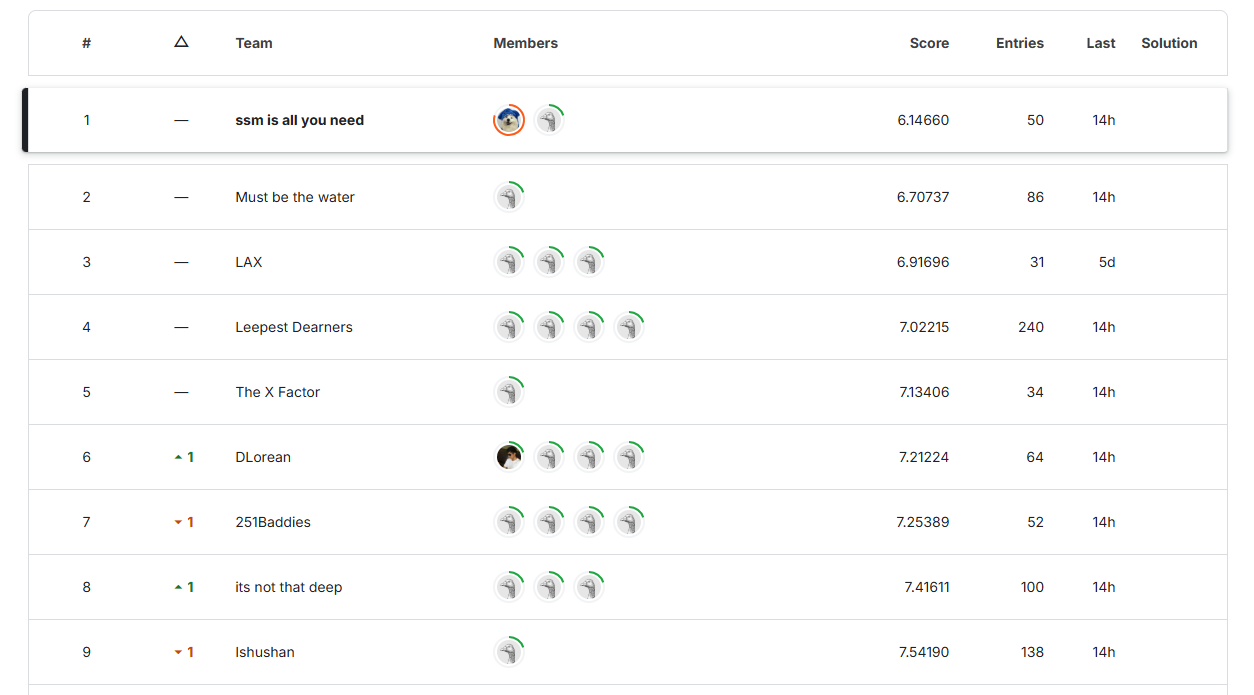 # △ Team Members Score Entries Last Solution
1 — ssm is all you need 6.14660 50 14h
2 — Must be the water 6.70737 86 14h
3 — LAX 6.91696 31 5d
4 — Leepest Dearners 7.02215 240 14h
5 — The X Factor 7.13406 34 14h
6 ▲ 1 DLorean 7.21224 64 14h
7 ▼ 1 251Baddies 7.25389 52 14h
8 ▲ 1 its not that deep 7.41611 100 14h
9 ▼ 1 Ishushan 7.54190 138 14h